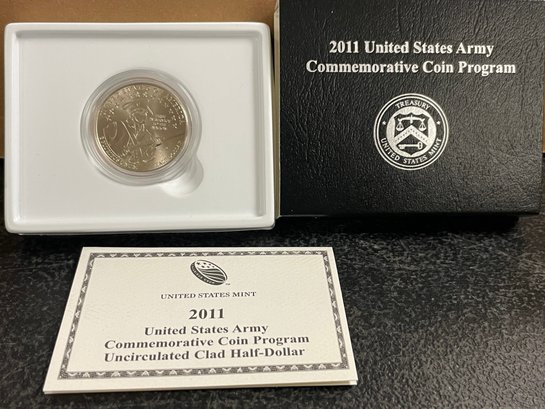 2011 United States Army
Commemorative Coin Program
TREASURY
UNITED STATES MINT
UNITED STATES MINT
2011
United States Army
Commemorative Coin Program
Uncirculated Clad Half-Dollar